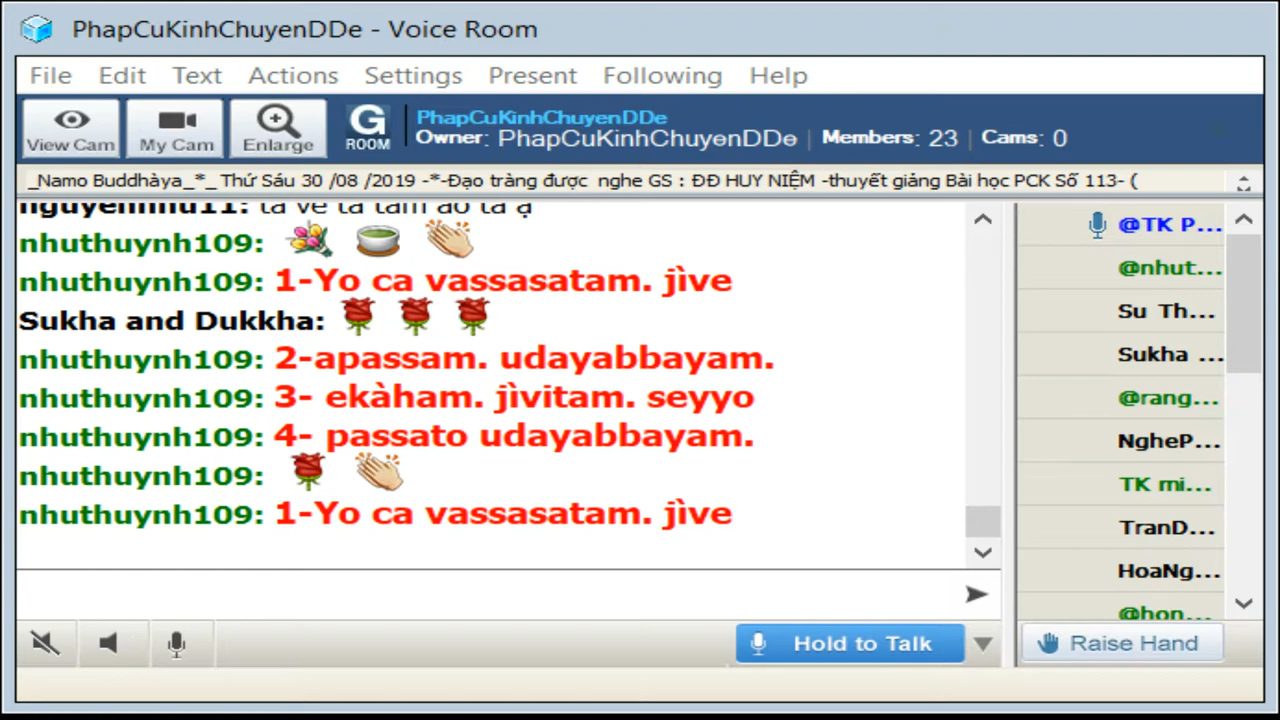 PhapCuKinhChuyenDDe - Voice Room
File Edit Text Actions Settings Present Following Help
View Cam My Cam Enlarge G ROOM
PhapCuKinhChuyenDDe
Owner: PhapCuKinhChuyenDDe | Members: 23 | Cams: 0
_Namo Buddhàya_*_ Thứ Sáu 30 /08 /2019 -*-Đạo tràng được nghe GS : ĐĐ HUY NIỆM -thuyết giảng Bài học PCK Số 113- (
nhuthuynh109:
nhuthuynh109: 1-Yo ca vassasatam. jìve
Sukha and Dukkha:
nhuthuynh109: 2-apassam. udayabbayam.
nhuthuynh109: 3- ekàham. jìvitam. seyyo
nhuthuynh109: 4- passato udayabbayam.
nhuthuynh109:
nhuthuynh109: 1-Yo ca vassasatam. jìve
@TK P...
@nhut...
Su Th...
Sukha ...
@rang...
NgheP...
TK mi...
TranD...
HoaNg...
@hon...
Hold to Talk
Raise Hand